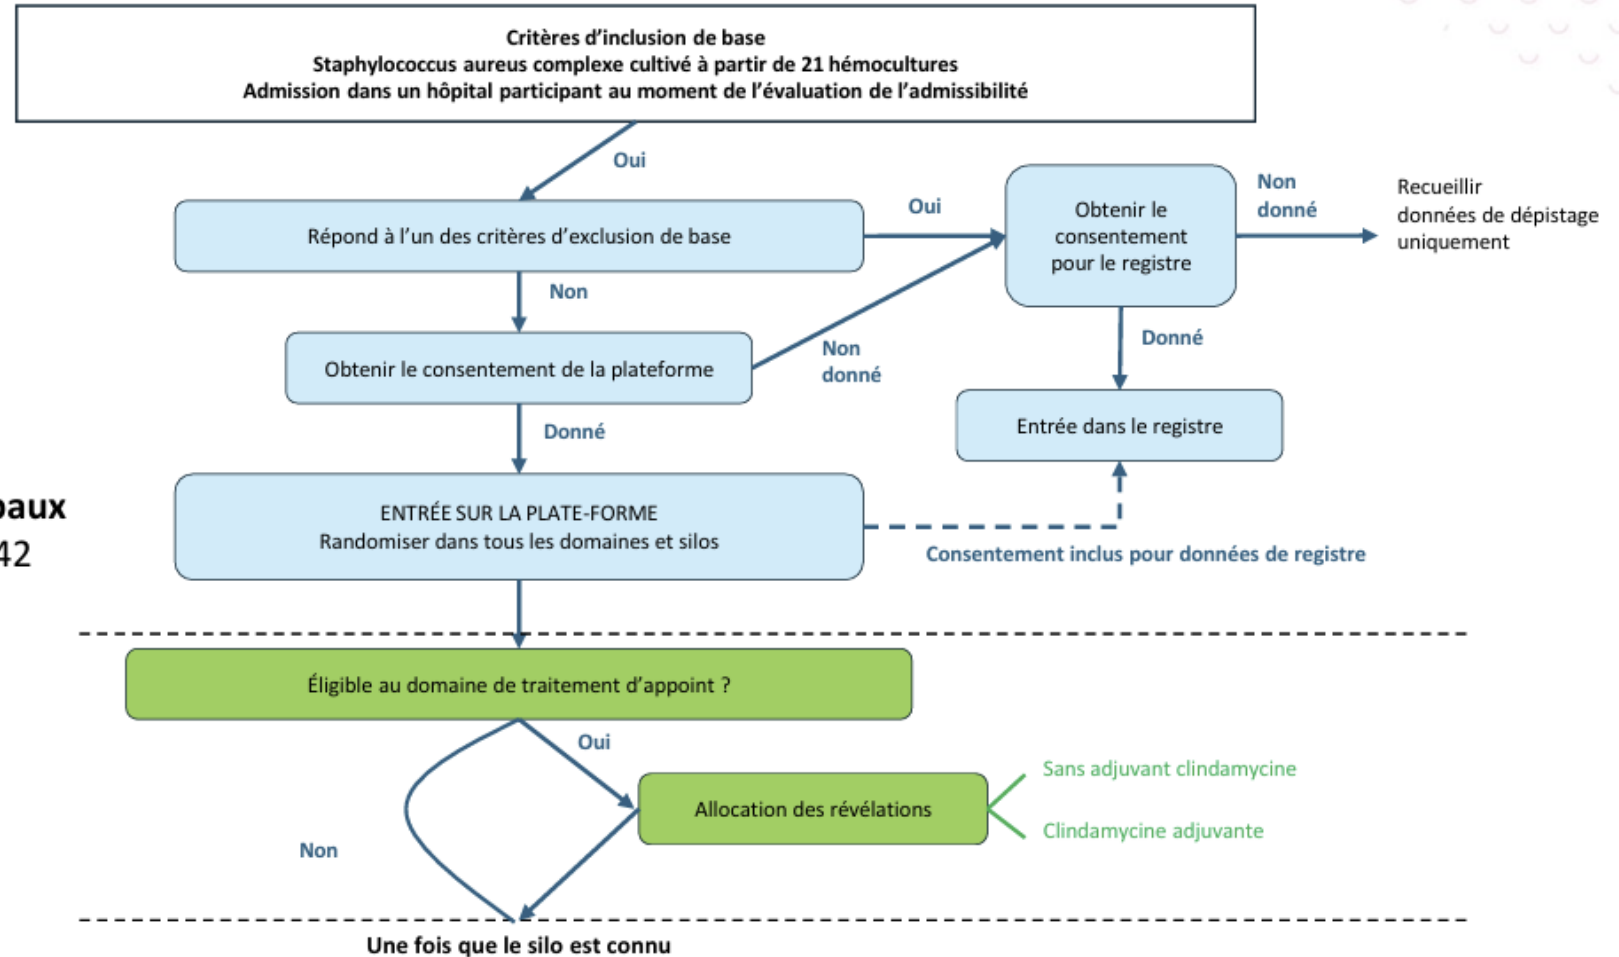 Critères d'inclusion de base
Staphylococcus aureus complexe cultivé à partir de 21 hémocultures
Admission dans un hôpital participant au moment de l'évaluation de l'admissibilité
Oui
Répond à l'un des critères d'exclusion de base
Oui
Obtenir le
consentement
pour le registre
Non
donné
Recueillir
données de dépistage
uniquement
Non
Obtenir le consentement de la plateforme
Non
donné
Donné
Entrée dans le registre
Donné
ENTRÉE SUR LA PLATE-FORME
Randomiser dans tous les domaines et silos
Consentement inclus pour données de registre
paux
42
Éligible au domaine de traitement d'appoint ?
Oui
Non
Allocation des révélations
Sans adjuvant clindamycine
Clindamycine adjuvante
Une fois que le silo est connu